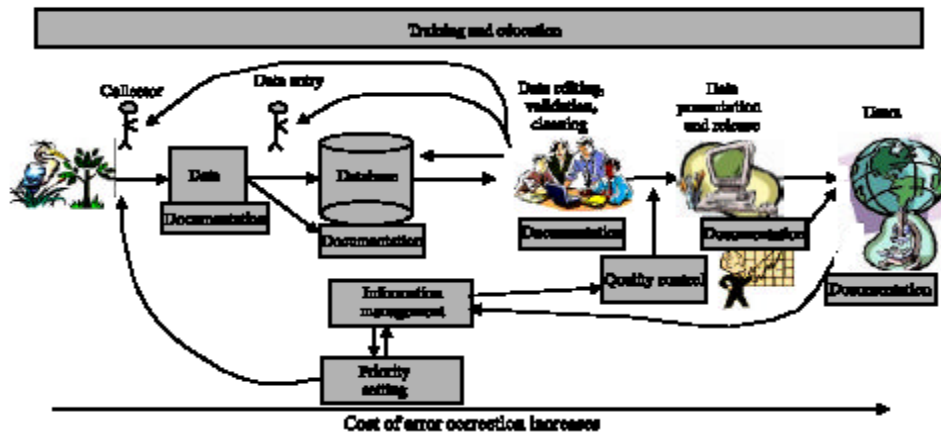 Training and education
Collector
Data entry
Data editing,
validation,
cleaning
Data
presentation
and release
Users
Data
Documentation
Database
Documentation
Documentation
Documentation
Documentation
Quality control
Information
management
Priority
setting
Cost of error correction increases